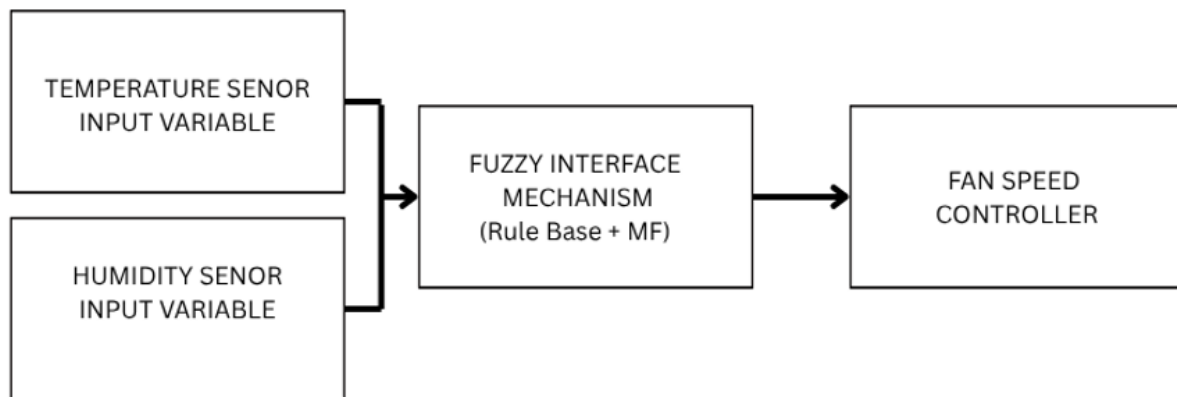 TEMPERATURE SENOR
INPUT VARIABLE
HUMIDITY SENOR
INPUT VARIABLE
FUZZY INTERFACE
MECHANISM
(Rule Base + MF)
FAN SPEED
CONTROLLER